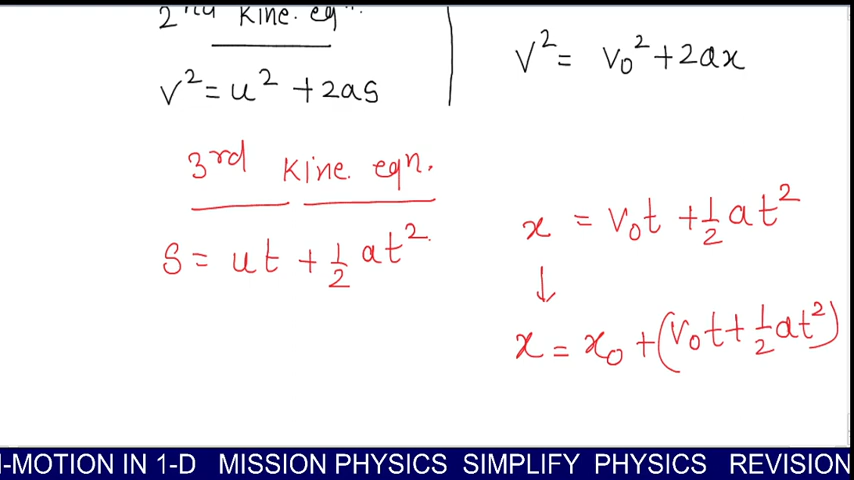 2nd Kine. eqn.
v² = u² + 2as
v² = v₀² + 2ax
3rd Kine. eqn.
s = ut + ½ at²
x = v₀t + ½ at²
↓
x = x₀ + (v₀t + ½ at²)
I-MOTION IN 1-D MISSION PHYSICS SIMPLIFY PHYSICS REVISION